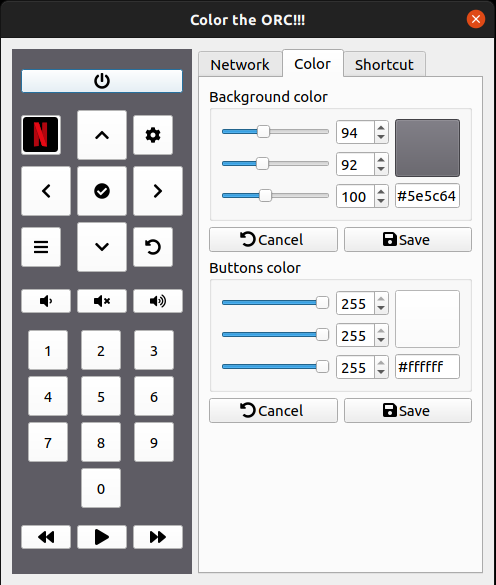 Color the ORC!!!
Network Color Shortcut
Background color
94
92
100 #5e5c64
Cancel Save
Buttons color
255
255
255 #ffffff
Cancel Save
N
1 2 3
4 5 6
7 8 9
0